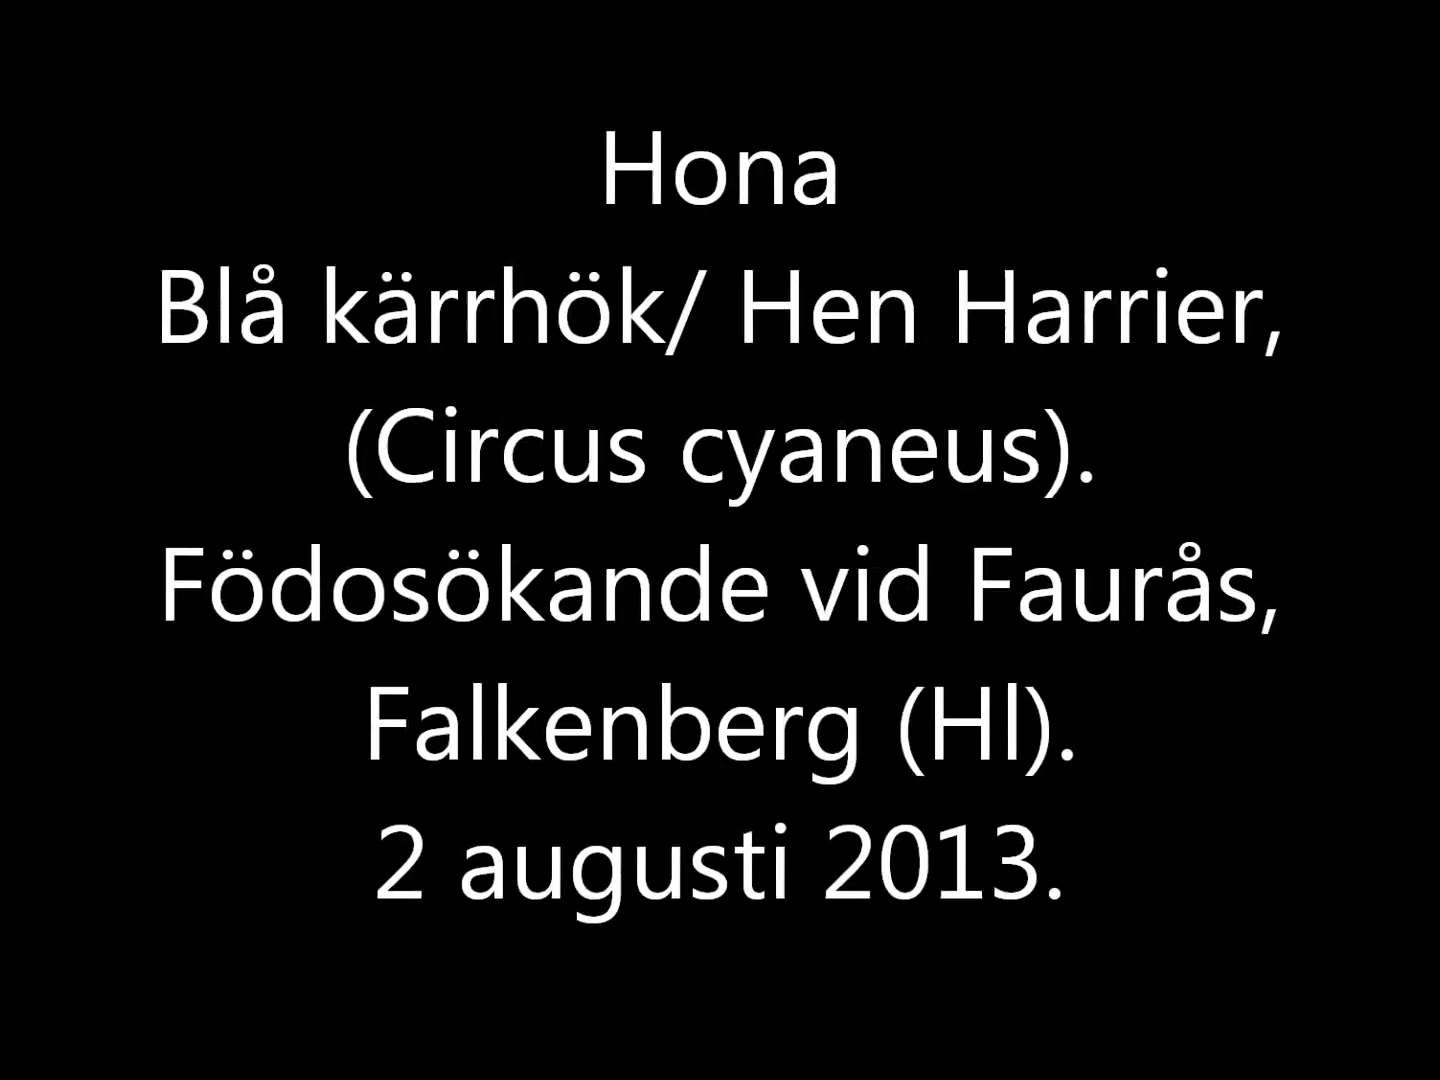 Hona
Blå kärrhök/ Hen Harrier,
(Circus cyaneus).
Födosökande vid Faurås,
Falkenberg (Hl).
2 augusti 2013.